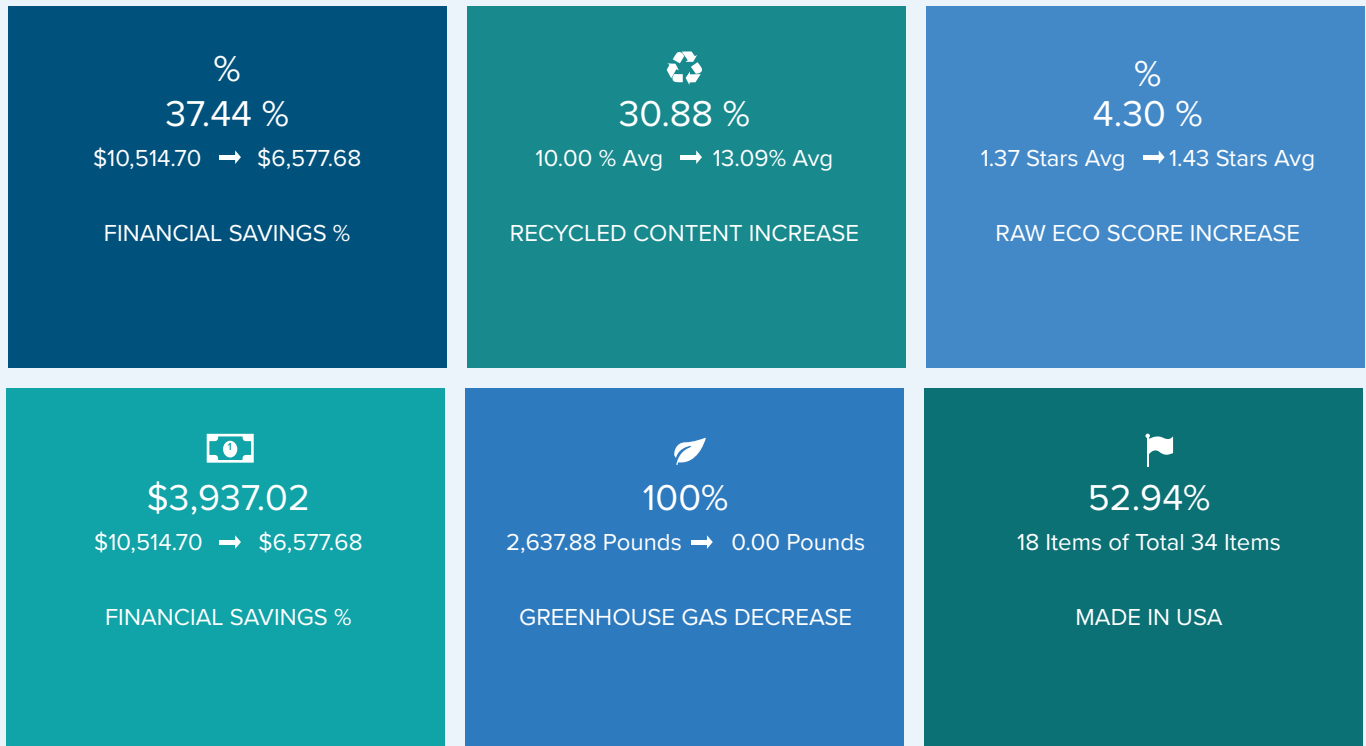 %
37.44 %
$10,514.70 ➞ $6,577.68
FINANCIAL SAVINGS %
30.88 %
10.00 % Avg ➞ 13.09% Avg
RECYCLED CONTENT INCREASE
%
4.30 %
1.37 Stars Avg ➞ 1.43 Stars Avg
RAW ECO SCORE INCREASE
1
$3,937.02
$10,514.70 ➞ $6,577.68
FINANCIAL SAVINGS %
100%
2,637.88 Pounds ➞ 0.00 Pounds
GREENHOUSE GAS DECREASE
52.94%
18 Items of Total 34 Items
MADE IN USA